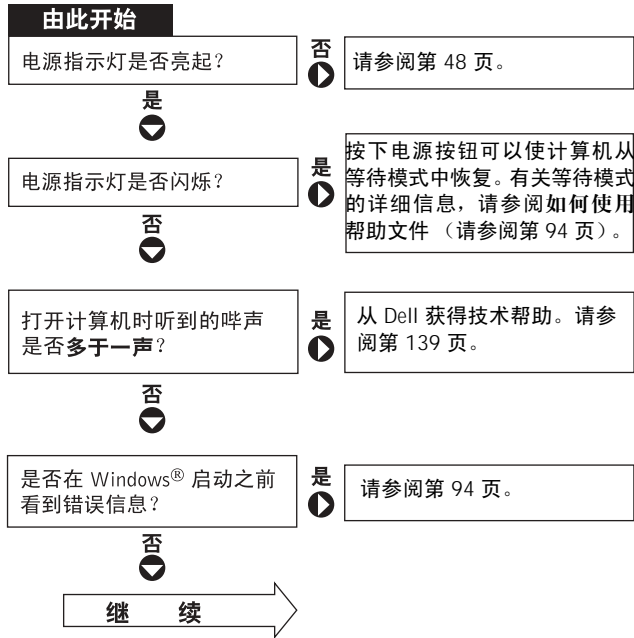 由此开始
电源指示灯是否亮起?
否
请参阅第 48 页。
是
电源指示灯是否闪烁?
是
按下电源按钮可以使计算机从
等待模式中恢复。有关等待模式
的详细信息，请参阅如何使用
帮助文件 （请参阅第 94 页）。
否
打开计算机时听到的哔声
是否多于一声?
是
从 Dell 获得技术帮助。请参
阅第 139 页。
否
是否在 Windows® 启动之前
看到错误信息?
是
请参阅第 94 页。
否
继 续